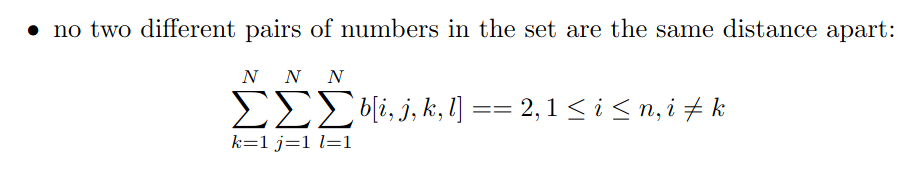 • no two different pairs of numbers in the set are the same distance apart:
N N N
∑∑∑ b[i, j, k, l] == 2, 1 ≤ i ≤ n, i ≠ k
k=1 j=1 l=1